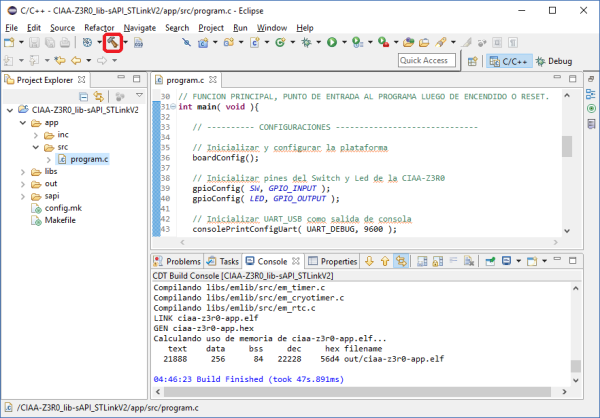 C/C++ - CIAA-Z3R0_lib-sAPI_STLinkV2/app/src/program.c - Eclipse
File Edit Source Refactor Navigate Search Project Run Window Help
Quick Access
C/C++
Debug
Project Explorer
CIAA-Z3R0_lib-sAPI_STLinkV2
app
inc
src
program.c
libs
out
sapi
config.mk
Makefile
program.c
30 // FUNCION PRINCIPAL, PUNTO DE ENTRADA AL PROGRAMA LUEGO DE ENCENDIDO O RESET.
31 int main( void ){
32
33 // ---------- CONFIGURACIONES ------------------------------
34
35 // Inicializar y configurar la plataforma
36 boardConfig();
37
38 // Inicializar pines del Switch y Led de la CIAA-Z3R0
39 gpioConfig( SW, GPIO_INPUT );
40 gpioConfig( LED, GPIO_OUTPUT );
41
42 // Inicializar UART_USB como salida de consola
43 consolePrintConfigUart( UART_DEBUG, 9600 );
Problems Tasks Console Properties
CDT Build Console [CIAA-Z3R0_lib-sAPI_STLinkV2]
Compilando libs/emlib/src/em_timer.c
Compilando libs/emlib/src/em_cryotimer.c
Compilando libs/emlib/src/em_rtc.c
LINK ciaa-z3r0-app.elf
GEN ciaa-z3r0-app.hex
Calculando uso de memoria de ciaa-z3r0-app.elf...
text data bss dec hex filename
21888 256 84 22228 56d4 out/ciaa-z3r0-app.elf
04:46:23 Build Finished (took 47s.891ms)
/CIAA-Z3R0_lib-sAPI_STLinkV2/app/src/program.c